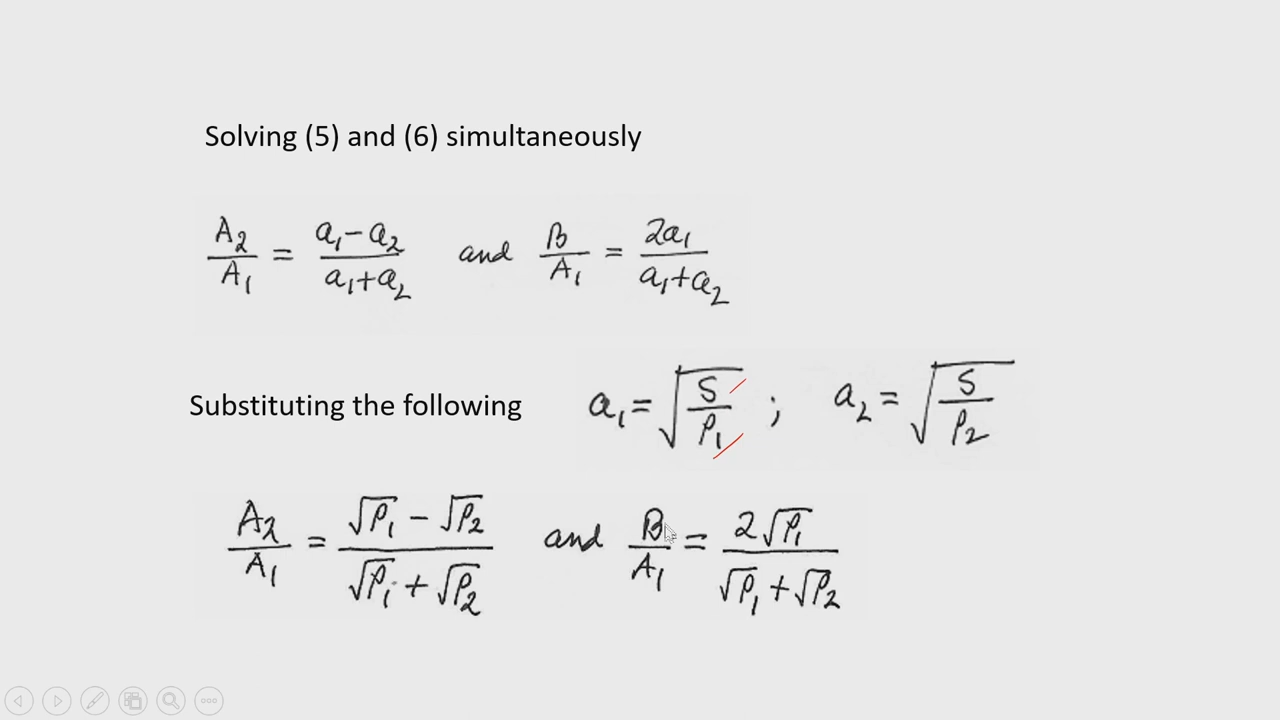 Solving (5) and (6) simultaneously
A₂/A₁ = (a₁ − a₂)/(a₁ + a₂) and B/A₁ = 2a₁/(a₁ + a₂)
Substituting the following a₁ = √(S/ρ₁) ; a₂ = √(S/ρ₂)
A₂/A₁ = (√ρ₁ − √ρ₂)/(√ρ₁ + √ρ₂) and B/A₁ = 2√ρ₁/(√ρ₁ + √ρ₂)